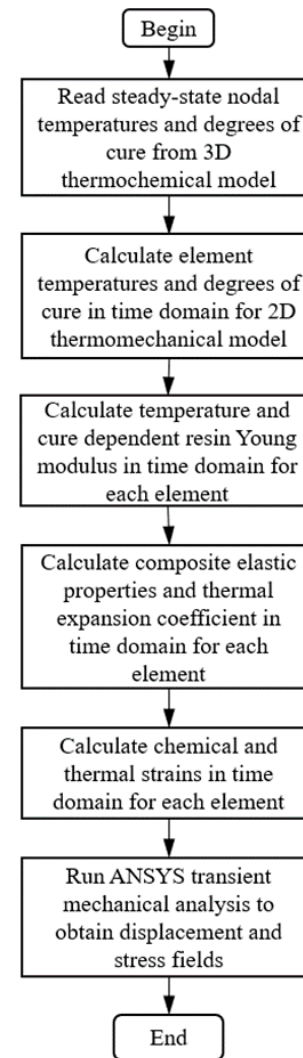 Begin
Read steady-state nodal
temperatures and degrees of
cure from 3D
thermochemical model
Calculate element
temperatures and degrees of
cure in time domain for 2D
thermomechanical model
Calculate temperature and
cure dependent resin Young
modulus in time domain for
each element
Calculate composite elastic
properties and thermal
expansion coefficient in
time domain for each
element
Calculate chemical and
thermal strains in time
domain for each element
Run ANSYS transient
mechanical analysis to
obtain displacement and
stress fields
End